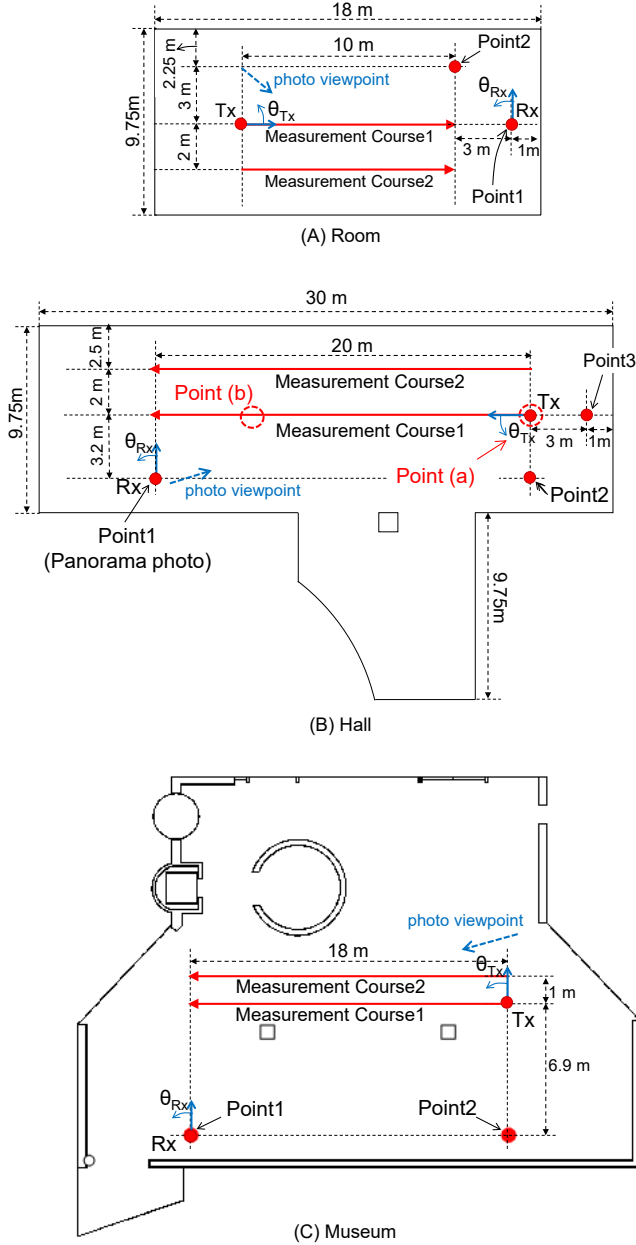 18 m
10 m
Point2
2.25 m
photo viewpoint
3 m
θRx
Tx
θTx
Rx
9.75m
Measurement Course1
2 m
3 m
1m
Measurement Course2
Point1
(A) Room
30 m
2.5 m
20 m
Point3
Measurement Course2
2 m
Point (b)
Tx
9.75m
Measurement Course1
θTx
3 m
1m
3.2 m
θRx
Point (a)
Rx
photo viewpoint
Point2
Point1
(Panorama photo)
9.75m
(B) Hall
photo viewpoint
18 m
θTx
Measurement Course2
1 m
Measurement Course1
Tx
6.9 m
θRx
Point1
Point2
Rx
(C) Museum